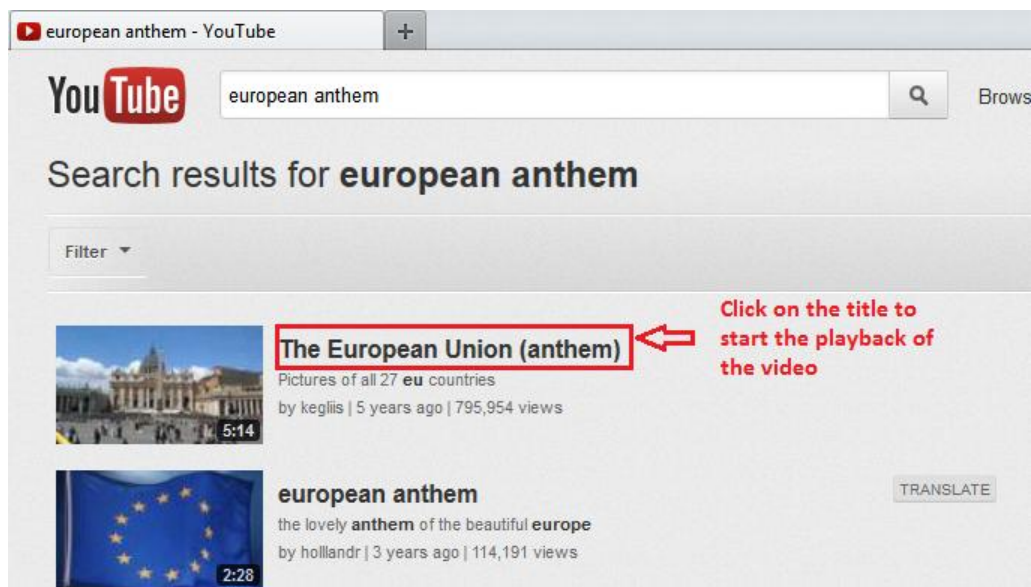 european anthem - YouTube
YouTube
european anthem
Brows
Search results for european anthem
Filter
The European Union (anthem)
Pictures of all 27 eu countries
by kegliis | 5 years ago | 795,954 views
5:14
Click on the title to
start the playback of
the video
european anthem
TRANSLATE
the lovely anthem of the beautiful europe
by holllandr | 3 years ago | 114,191 views
2:28